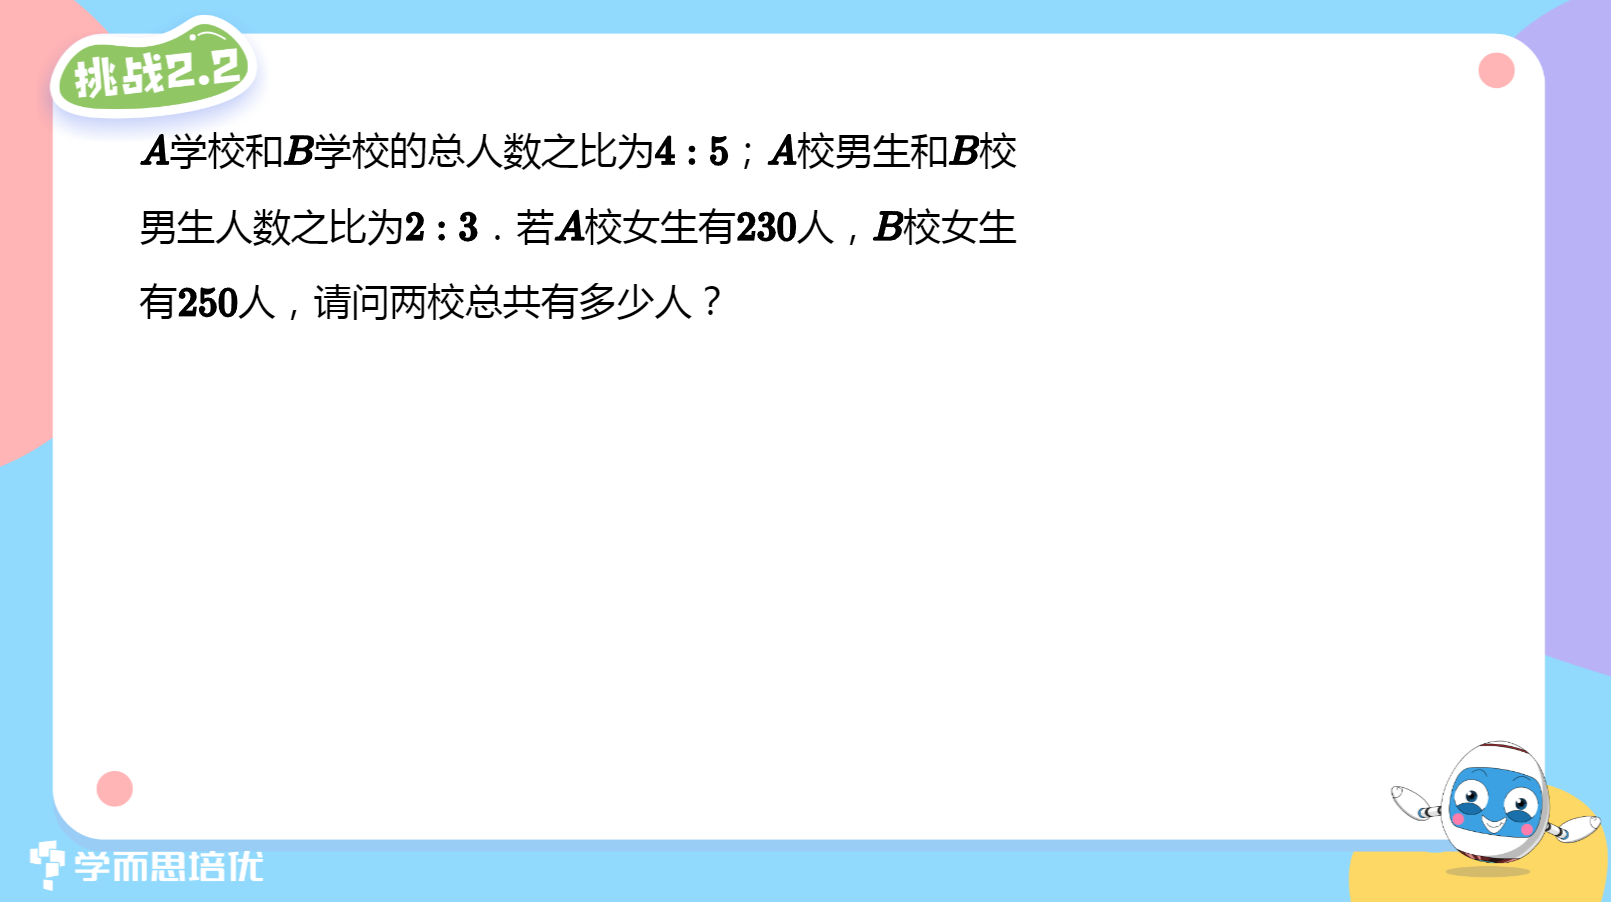 挑战2.2
A学校和B学校的总人数之比为4:5；A校男生和B校
男生人数之比为2:3．若A校女生有230人，B校女生
有250人，请问两校总共有多少人？
学而思培优